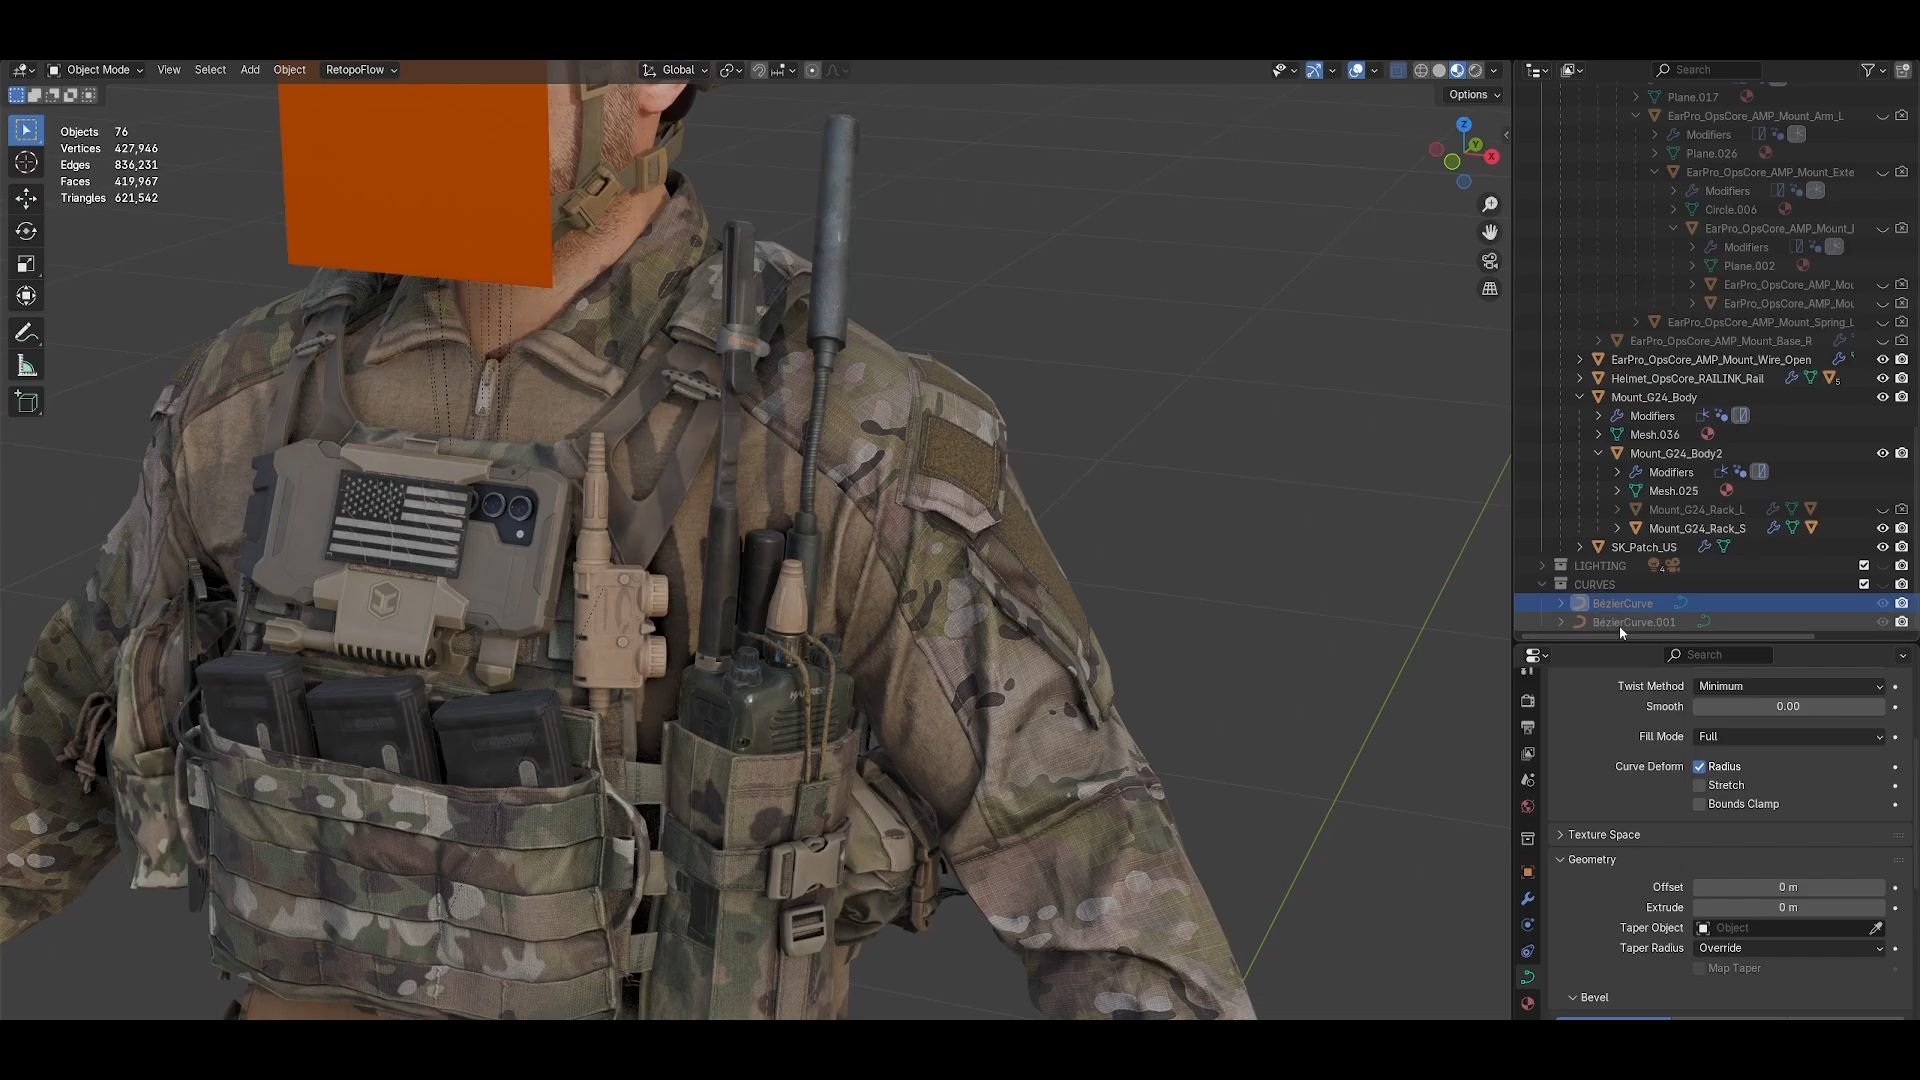 Object Mode View Select Add Object RetopoFlow Global Search
Options
Objects 76
Vertices 427,946
Edges 836,231
Faces 419,967
Triangles 621,542
Z
Y
X
HARRIS
Plane.017
EarPro_OpsCore_AMP_Mount_Arm_L
Modifiers
Plane.026
EarPro_OpsCore_AMP_Mount_Exte
Modifiers
Circle.006
EarPro_OpsCore_AMP_Mount_I
Modifiers
Plane.002
EarPro_OpsCore_AMP_Mou
EarPro_OpsCore_AMP_Mou
EarPro_OpsCore_AMP_Mount_Spring_L
EarPro_OpsCore_AMP_Mount_Base_R
EarPro_OpsCore_AMP_Mount_Wire_Open
Helmet_OpsCore_RAILINK_Rail 5
Mount_G24_Body
Modifiers
Mesh.036
Mount_G24_Body2
Modifiers
Mesh.025
Mount_G24_Rack_L
Mount_G24_Rack_S
SK_Patch_US
LIGHTING 4
CURVES
BézierCurve
BézierCurve.001
Search
Twist Method Minimum
Smooth 0.00
Fill Mode Full
Curve Deform Radius
Stretch
Bounds Clamp
Texture Space
Geometry
Offset 0 m
Extrude 0 m
Taper Object Object
Taper Radius Override
Map Taper
Bevel